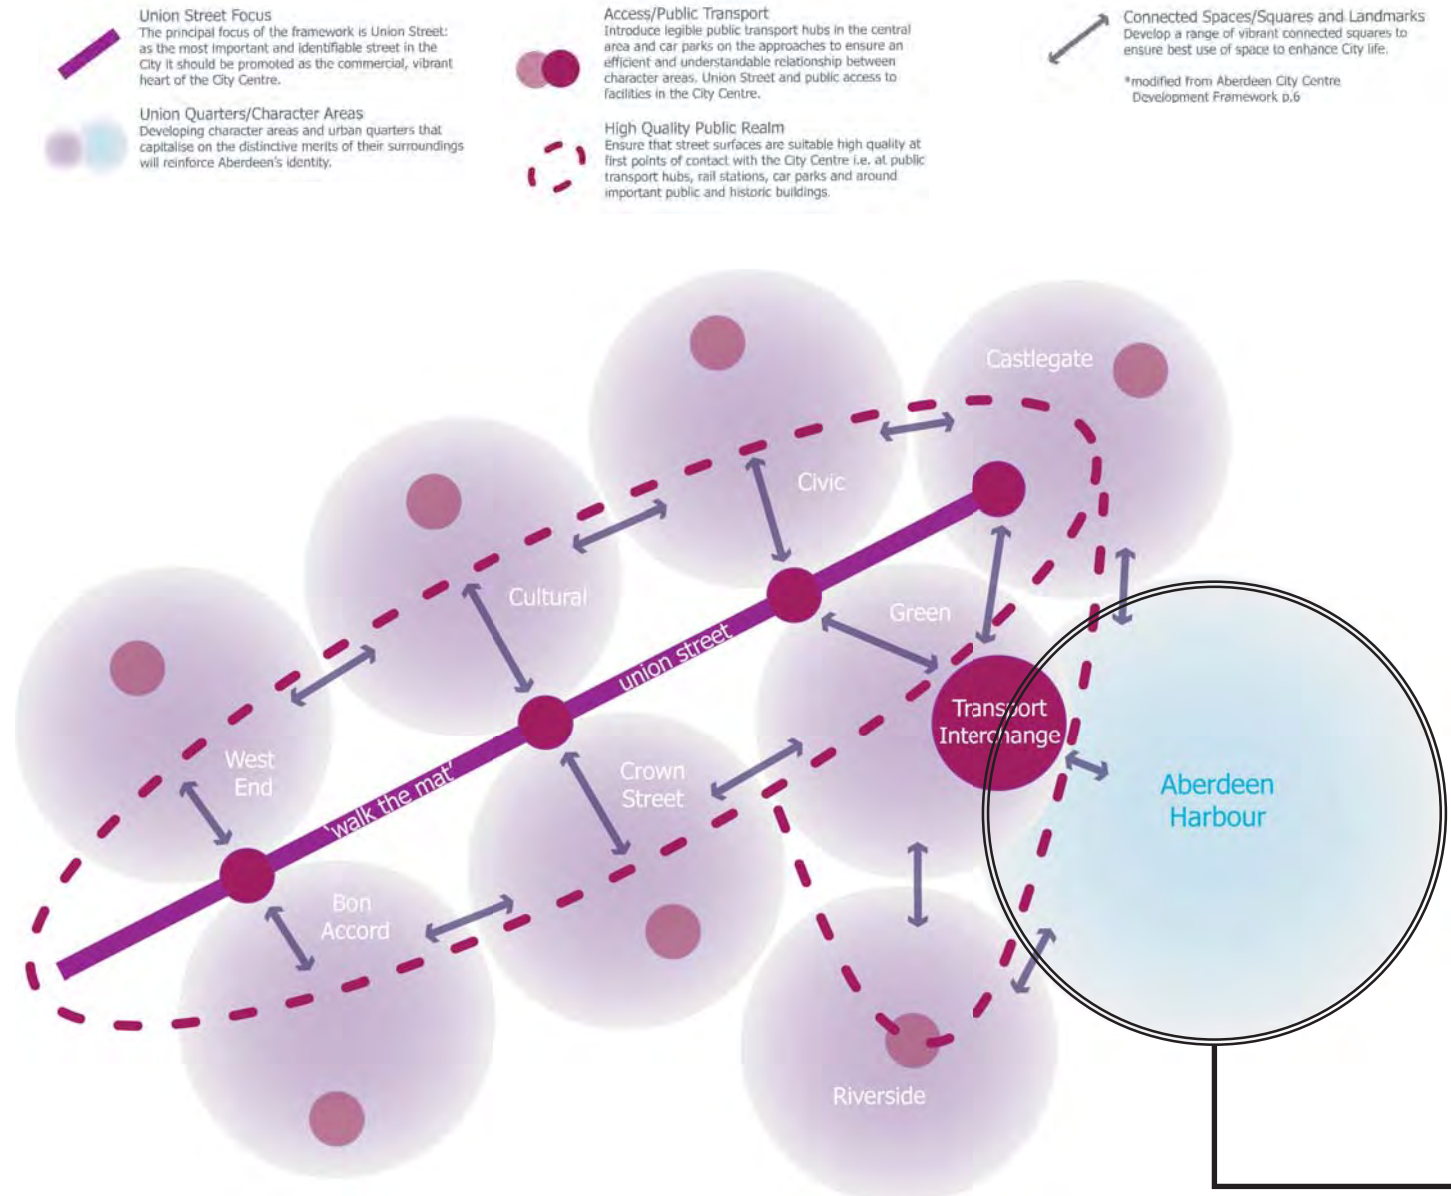 Union Street Focus
The principal focus of the framework is Union Street:
as the most important and identifiable street in the
City it should be promoted as the commercial, vibrant
heart of the City Centre.
Union Quarters/Character Areas
Developing character areas and urban quarters that
capitalise on the distinctive merits of their surroundings
will reinforce Aberdeen's identity.
Access/Public Transport
Introduce legible public transport hubs in the central
area and car parks on the approaches to ensure an
efficient and understandable relationship between
character areas. Union Street and public access to
facilities in the City Centre.
High Quality Public Realm
Ensure that street surfaces are suitable high quality at
first points of contact with the City Centre i.e. at public
transport hubs, rail stations, car parks and around
important public and historic buildings.
Connected Spaces/Squares and Landmarks
Develop a range of vibrant connected squares to
ensure best use of space to enhance City life.
*modified from Aberdeen City Centre
Development Framework p.6
Castlegate
Civic
Cultural
Green
union street
Transport
Interchange
West
End
Crown
Street
'walk the mat'
Aberdeen
Harbour
Bon
Accord
Riverside